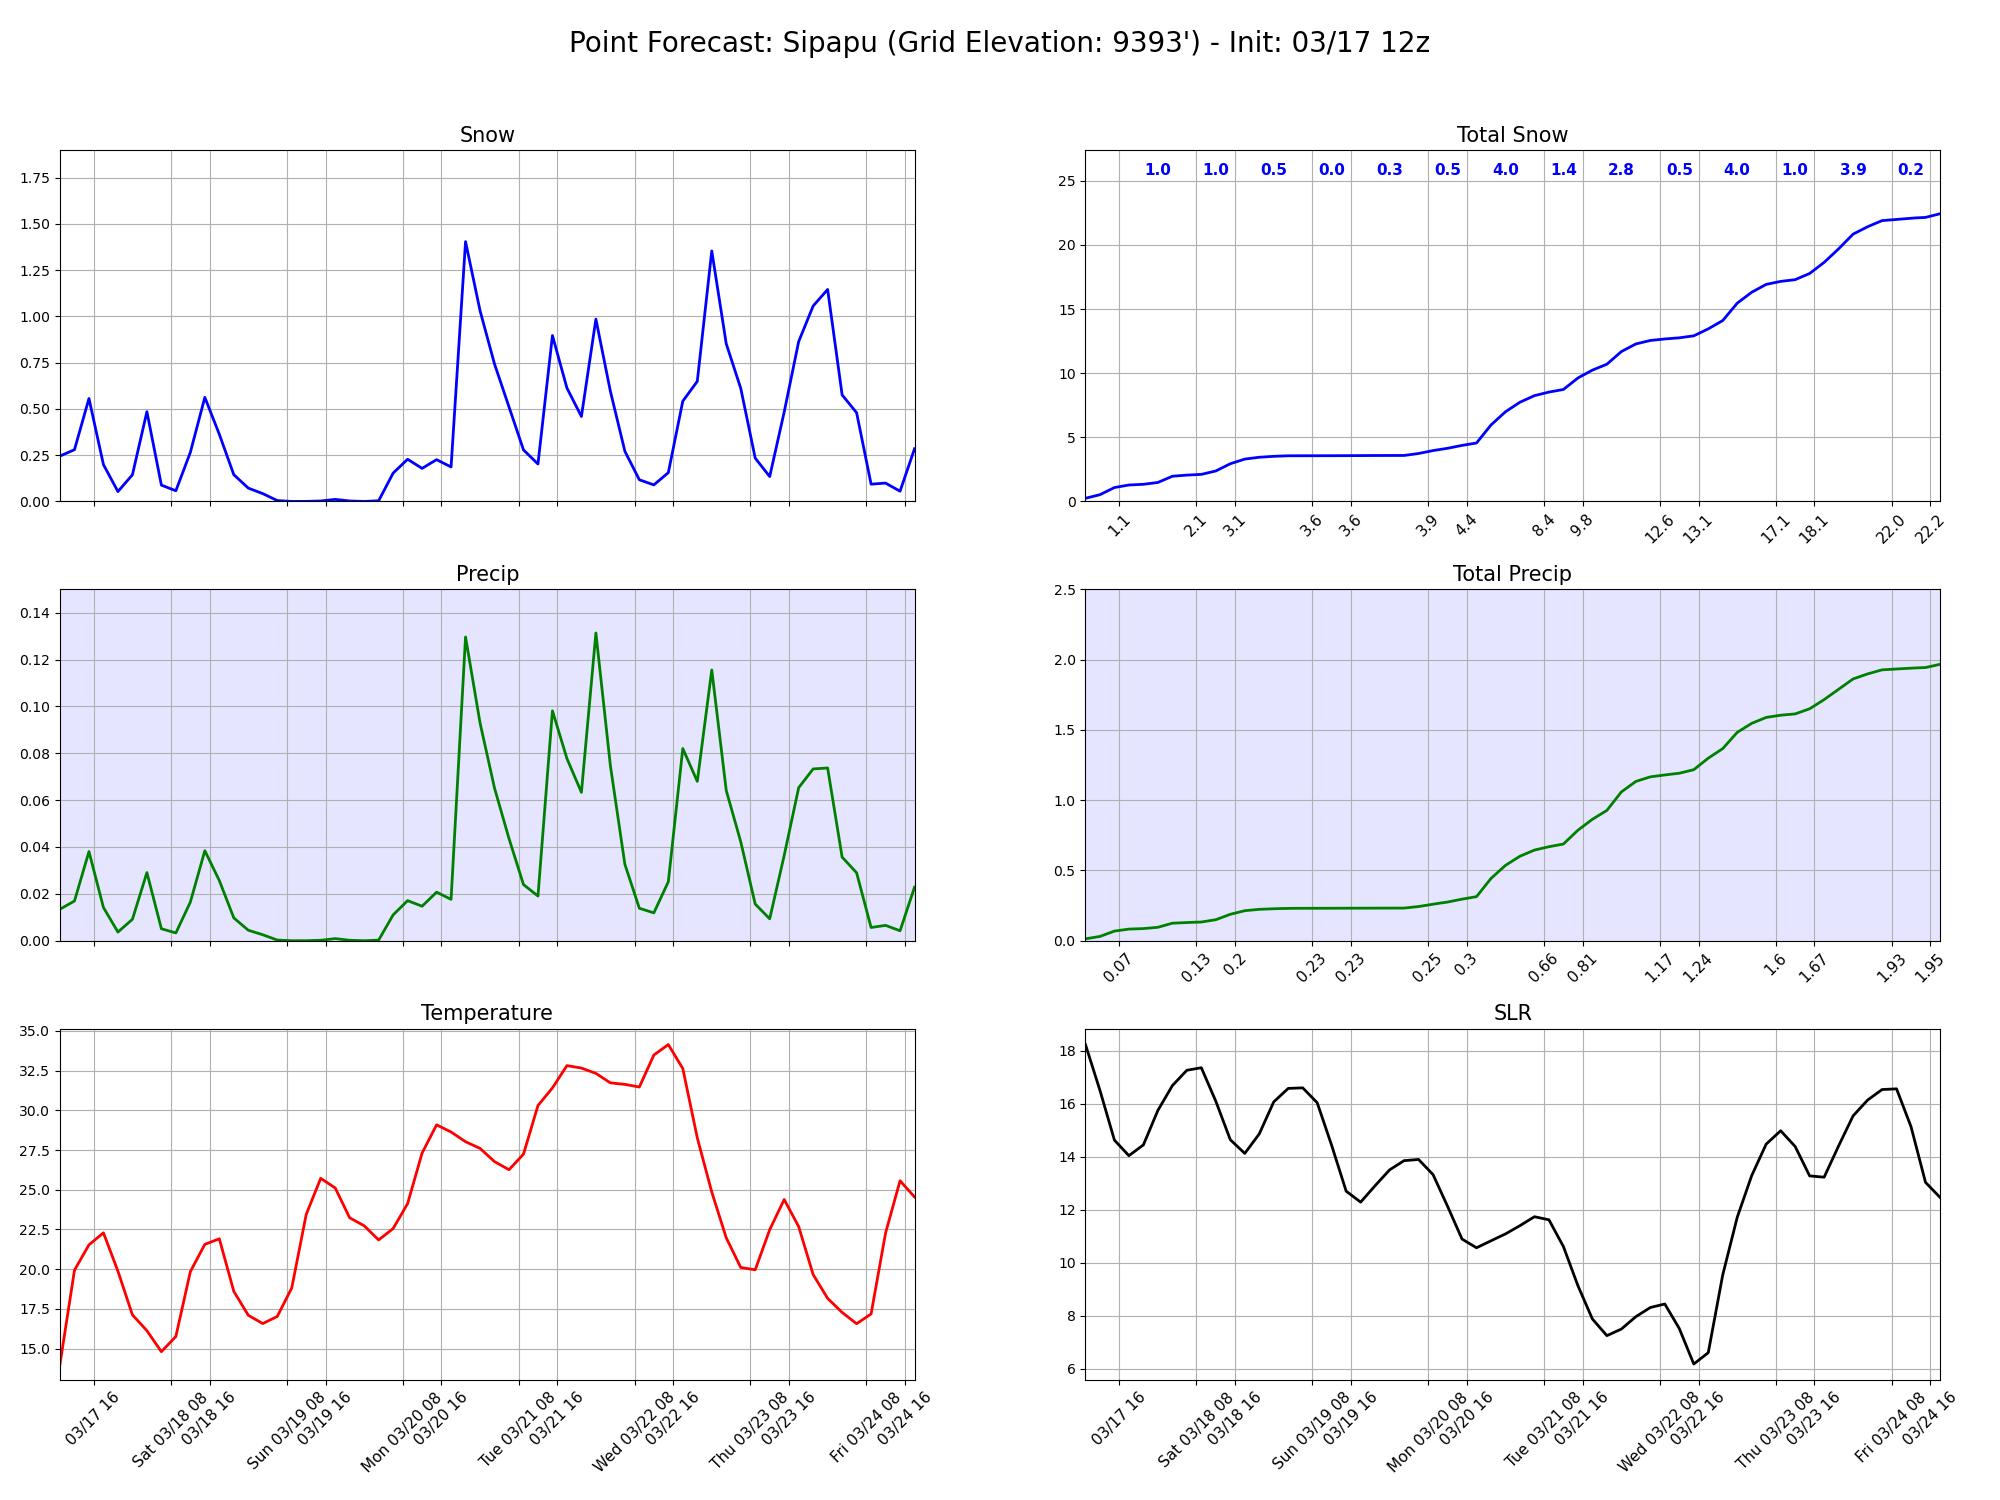 Point Forecast: Sipapu (Grid Elevation: 9393') - Init: 03/17 12z
Snow
1.75
1.50
1.25
1.00
0.75
0.50
0.25
0.00
Total Snow
1.0 1.0 0.5 0.0 0.3 0.5 4.0 1.4 2.8 0.5 4.0 1.0 3.9 0.2
25
20
15
10
5
0
1.1 2.1 3.1 3.6 3.6 3.9 4.4 8.4 9.8 12.6 13.1 17.1 18.1 22.0 22.2
Precip
0.14
0.12
0.10
0.08
0.06
0.04
0.02
0.00
Total Precip
2.5
2.0
1.5
1.0
0.5
0.0
0.07 0.13 0.2 0.23 0.23 0.25 0.3 0.66 0.81 1.17 1.24 1.6 1.67 1.93 1.95
Temperature
35.0
32.5
30.0
27.5
25.0
22.5
20.0
17.5
15.0
03/17 16
Sat 03/18 08
03/18 16
Sun 03/19 08
03/19 16
Mon 03/20 08
03/20 16
Tue 03/21 08
03/21 16
Wed 03/22 08
03/22 16
Thu 03/23 08
03/23 16
Fri 03/24 08
03/24 16
SLR
18
16
14
12
10
8
6
03/17 16
Sat 03/18 08
03/18 16
Sun 03/19 08
03/19 16
Mon 03/20 08
03/20 16
Tue 03/21 08
03/21 16
Wed 03/22 08
03/22 16
Thu 03/23 08
03/23 16
Fri 03/24 08
03/24 16